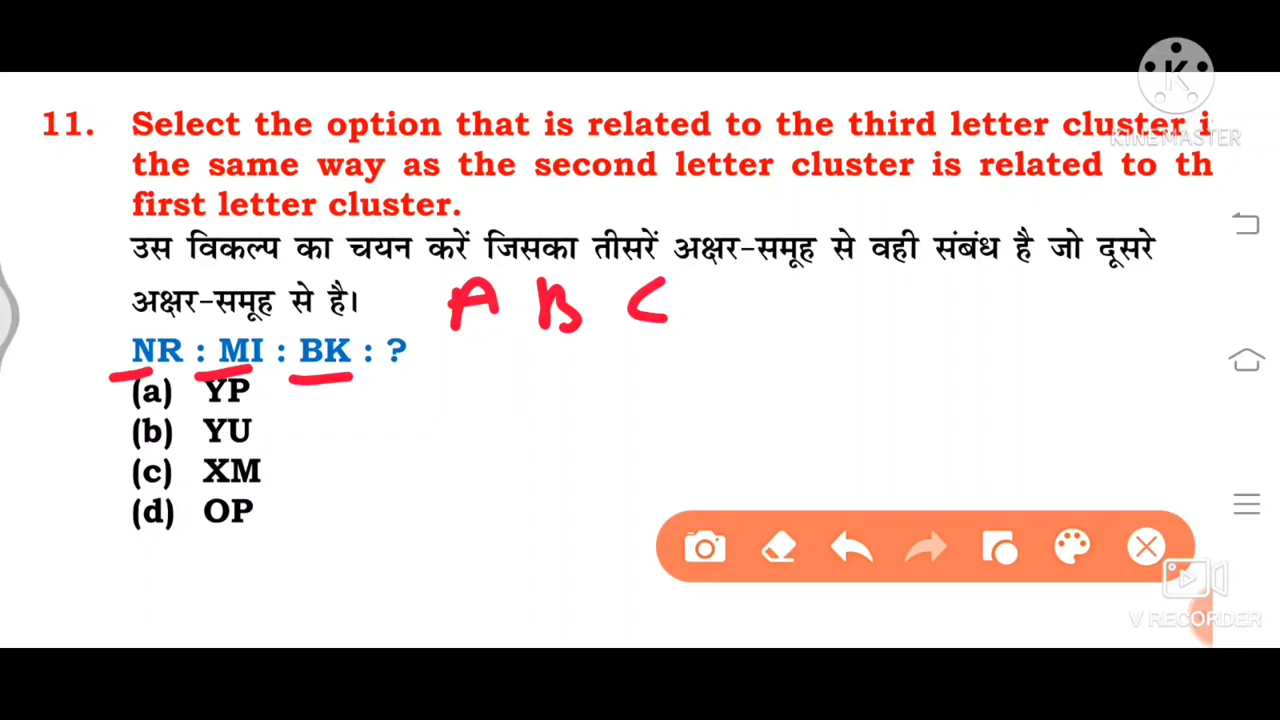 KINEMASTER
11. Select the option that is related to the third letter cluster i
the same way as the second letter cluster is related to th
first letter cluster.
उस विकल्प का चयन करें जिसका तीसरें अक्षर-समूह से वही संबंध है जो दूसरे
अक्षर-समूह से है।
A B C
NR : MI : BK : ?
(a) YP
(b) YU
(c) XM
(d) OP
V RECORDER